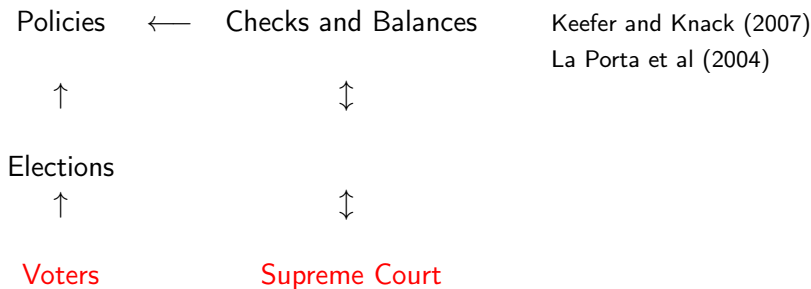 Policies ← Checks and Balances Keefer and Knack (2007)
La Porta et al (2004)
↑ ↕
Elections
↑ ↕
Voters Supreme Court